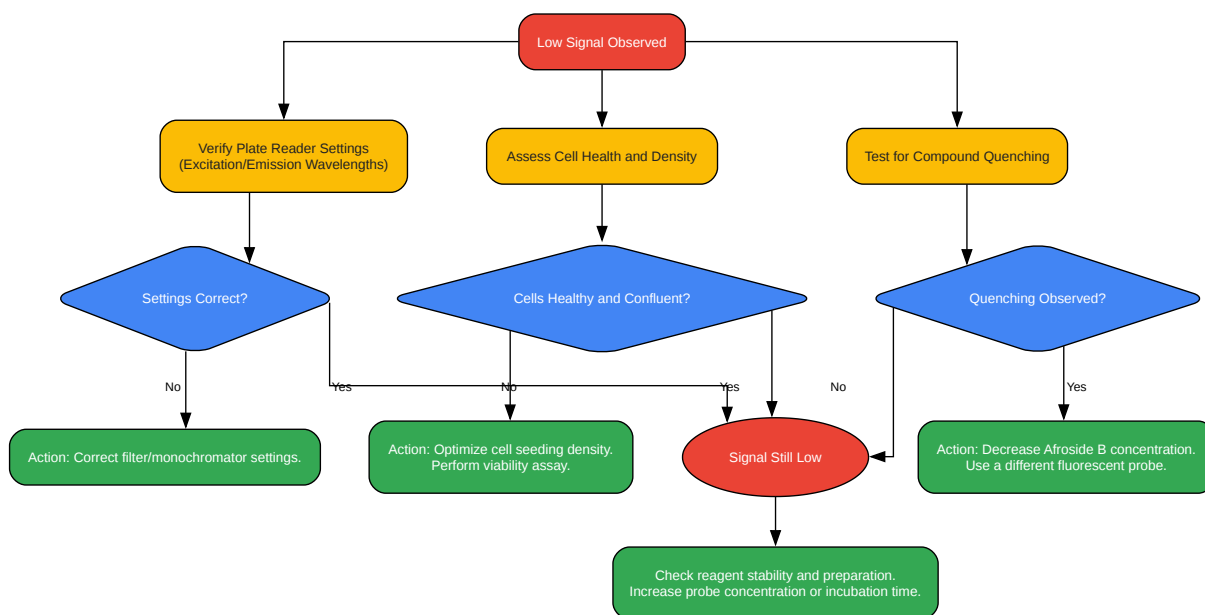 Low Signal Observed
Verify Plate Reader Settings
(Excitation/Emission Wavelengths)
Assess Cell Health and Density
Test for Compound Quenching
Settings Correct?
Cells Healthy and Confluent?
Quenching Observed?
No
Yes
No
Yes
No
Yes
Action: Correct filter/monochromator settings.
Action: Optimize cell seeding density.
Perform viability assay.
Signal Still Low
Action: Decrease Afroside B concentration.
Use a different fluorescent probe.
Check reagent stability and preparation.
Increase probe concentration or incubation time.